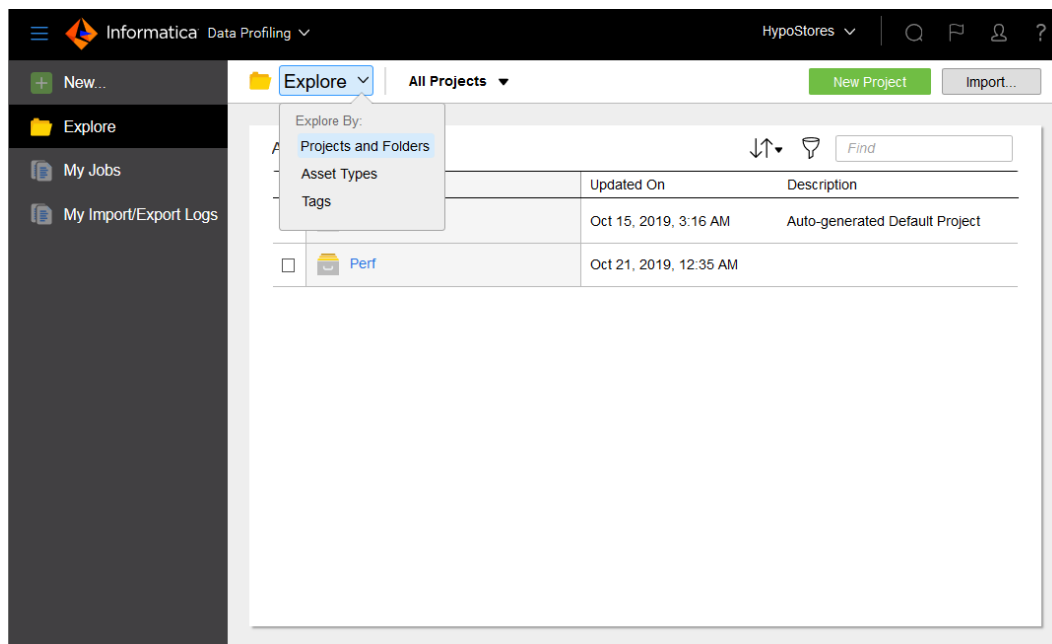 Informatica Data Profiling
HypoStores
?
New...
Explore
All Projects
New Project
Import...
Explore
Explore By:
Projects and Folders
Find
My Jobs
Asset Types
Updated On
Description
Tags
My Import/Export Logs
Oct 15, 2019, 3:16 AM
Auto-generated Default Project
Perf
Oct 21, 2019, 12:35 AM